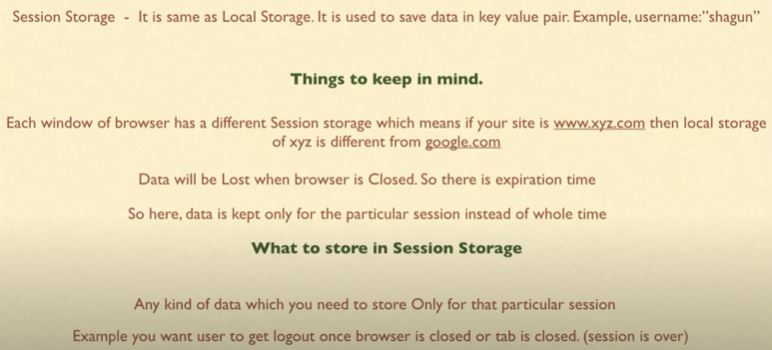 Session Storage - It is same as Local Storage. It is used to save data in key value pair. Example, username:"shagun"
Things to keep in mind.
Each window of browser has a different Session storage which means if your site is www.xyz.com then local storage
of xyz is different from google.com
Data will be Lost when browser is Closed. So there is expiration time
So here, data is kept only for the particular session instead of whole time
What to store in Session Storage
Any kind of data which you need to store Only for that particular session
Example you want user to get logout once browser is closed or tab is closed. (session is over)